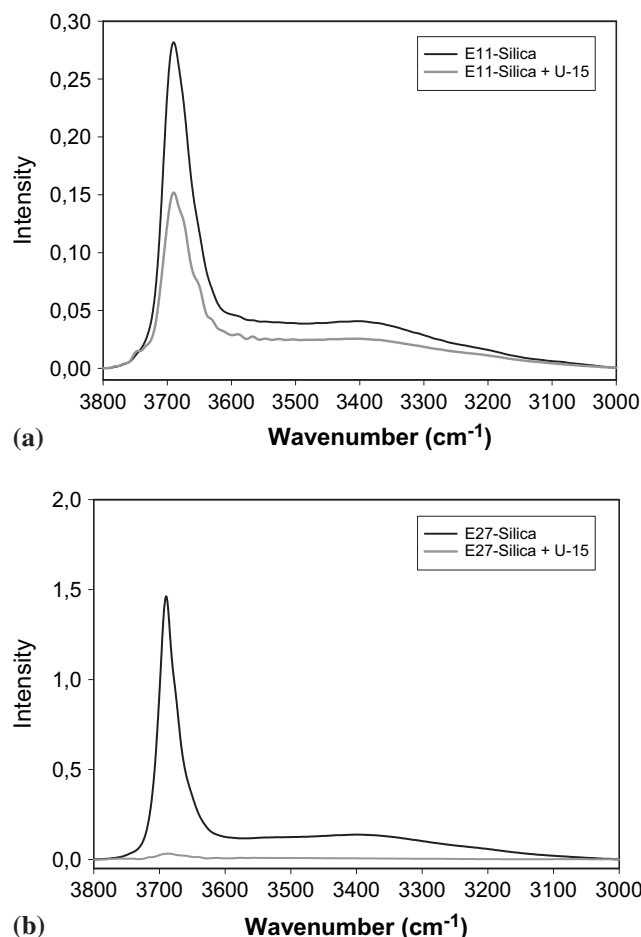 0,30
E11-Silica
E11-Silica + U-15
0,25
0,20
Intensity
0,15
0,10
0,05
0,00
3800 3700 3600 3500 3400 3300 3200 3100 3000
(a) Wavenumber (cm-1)
2,0
E27-Silica
E27-Silica + U-15
1,5
Intensity
1,0
0,5
0,0
3800 3700 3600 3500 3400 3300 3200 3100 3000
(b) Wavenumber (cm-1)